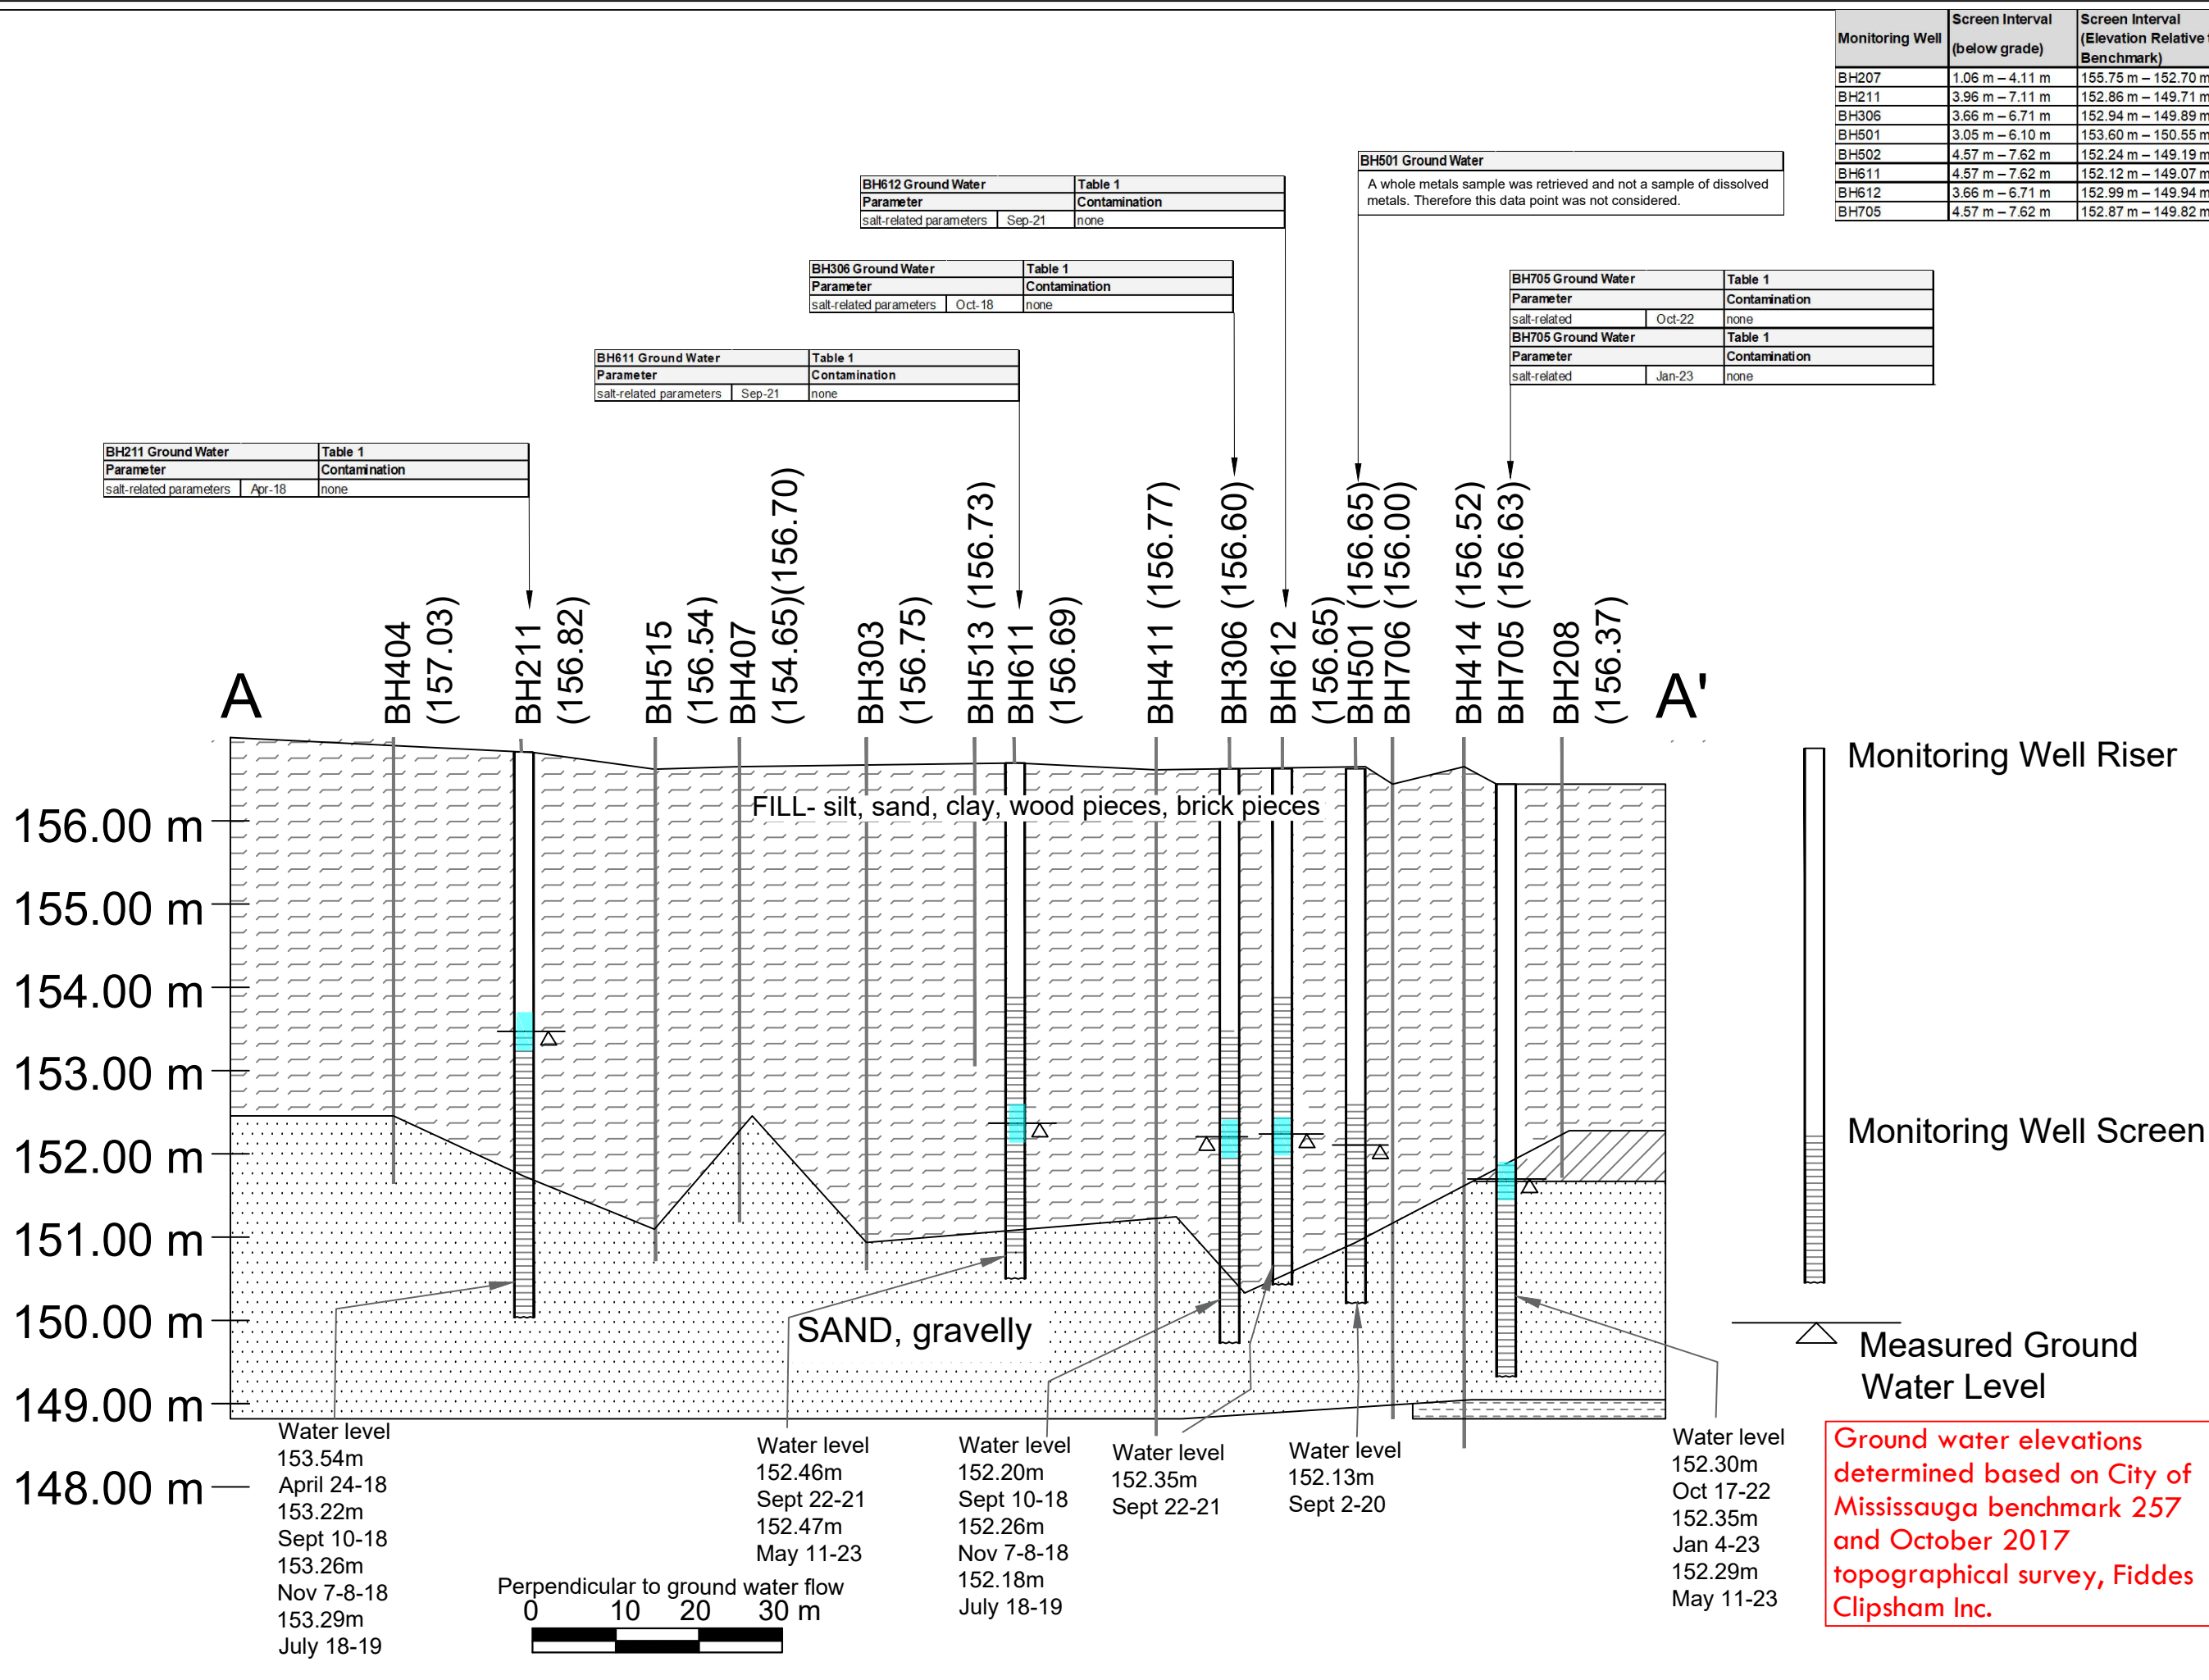 Monitoring Well | Screen Interval (below grade) | Screen Interval (Elevation Relative Benchmark)
BH207 | 1.06 m – 4.11 m | 155.75 m – 152.70 m
BH211 | 3.96 m – 7.11 m | 152.86 m – 149.71 m
BH306 | 3.66 m – 6.71 m | 152.94 m – 149.89 m
BH501 | 3.05 m – 6.10 m | 153.60 m – 150.55 m
BH502 | 4.57 m – 7.62 m | 152.24 m – 149.19 m
BH611 | 4.57 m – 7.62 m | 152.12 m – 149.07 m
BH612 | 3.66 m – 6.71 m | 152.99 m – 149.94 m
BH705 | 4.57 m – 7.62 m | 152.87 m – 149.82 m
BH501 Ground Water
A whole metals sample was retrieved and not a sample of dissolved
metals. Therefore this data point was not considered.
BH612 Ground Water | Table 1
Parameter | Contamination
salt-related parameters | Sep-21 | none
BH306 Ground Water | Table 1
Parameter | Contamination
salt-related parameters | Oct-18 | none
BH705 Ground Water | Table 1
Parameter | Contamination
salt-related | Oct-22 | none
BH705 Ground Water | Table 1
Parameter | Contamination
salt-related | Jan-23 | none
BH611 Ground Water | Table 1
Parameter | Contamination
salt-related parameters | Sep-21 | none
BH211 Ground Water | Table 1
Parameter | Contamination
salt-related parameters | Apr-18 | none
A
BH404
(157.03)
BH211
(156.82)
BH515
(156.54)
BH407
(154.65)(156.70)
BH303
(156.75)
BH513 (156.73)
BH611
(156.69)
BH411 (156.77)
BH306 (156.60)
BH612
(156.65)
BH501 (156.65)
BH706 (156.00)
BH414 (156.52)
BH705 (156.63)
BH208
(156.37)
A'
Monitoring Well Riser
FILL- silt, sand, clay, wood pieces, brick pieces
156.00 m
155.00 m
154.00 m
153.00 m
152.00 m
151.00 m
150.00 m
149.00 m
148.00 m
Monitoring Well Screen
SAND, gravelly
Measured Ground
Water Level
Water level
153.54m
April 24-18
153.22m
Sept 10-18
153.26m
Nov 7-8-18
153.29m
July 18-19
Water level
152.46m
Sept 22-21
152.47m
May 11-23
Water level
152.20m
Sept 10-18
152.26m
Nov 7-8-18
152.18m
July 18-19
Water level
152.35m
Sept 22-21
Water level
152.13m
Sept 2-20
Water level
152.30m
Oct 17-22
152.35m
Jan 4-23
152.29m
May 11-23
Perpendicular to ground water flow
0 10 20 30 m
Ground water elevations
determined based on City of
Mississauga benchmark 257
and October 2017
topographical survey, Fiddes
Clipsham Inc.